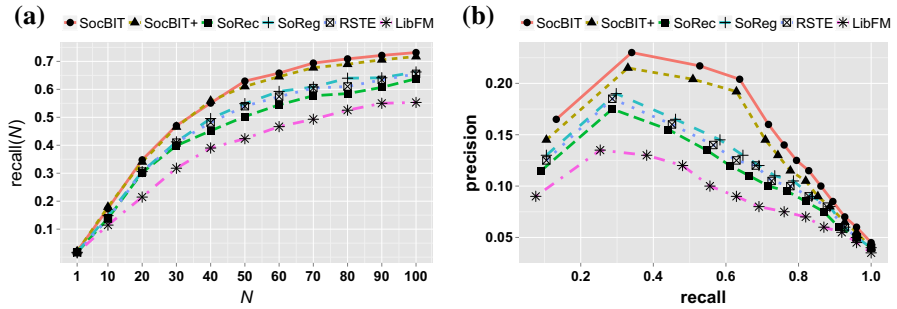 (a)
SocBIT SocBIT+ SoRec SoReg RSTE LibFM
recall(N)
0.7
0.6
0.5
0.4
0.3
0.2
0.1
1 10 20 30 40 50 60 70 80 90 100
N
(b)
SocBIT SocBIT+ SoRec SoReg RSTE LibFM
precision
0.20
0.15
0.10
0.05
0.2 0.4 0.6 0.8 1.0
recall